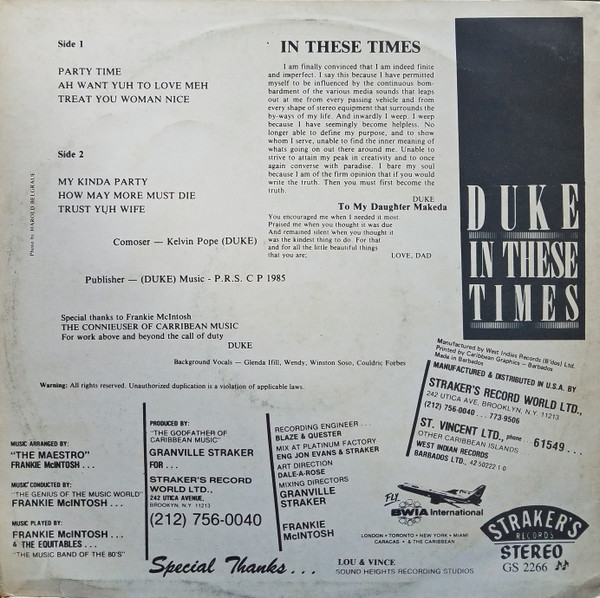 Side 1
PARTY TIME
AH WANT YUH TO LOVE MEH
TREAT YOU WOMAN NICE
Side 2
MY KINDA PARTY
HOW MAY MORE MUST DIE
TRUST YUH WIFE
Comoser — Kelvin Pope (DUKE)
Publisher — (DUKE) Music - P.R.S. C P 1985
Special thanks to Frankie McIntosh
THE CONNIEUSER OF CARRIBEAN MUSIC
For work above and beyond the call of duty
DUKE
Background Vocals — Glenda Ifill, Wendy, Winston Soso, Couldric Forbes
Warning: All rights reserved. Unauthorized duplication is a violation of applicable laws.
Photo by HAROLD BELGRAVE
IN THESE TIMES
I am finally convinced that I am indeed finite
and imperfect. I say this because I have permitted
myself to be influenced by the continuous bom-
bardment of the various media sounds that leaps
out at me from every passing vehicle and from
every shape of stereo equipment that surrounds the
by-ways of my life. And inwardly I weep. I weep
because I have seemingly become helpless. No
longer able to define my purpose, and to show
whom I serve, unable to find the inner meaning of
whats going on out there around me. Unable to
strive to attain my peak in creativity and to once
again converse with paradise. I bare my soul
because I am of the firm opinion that if you would
write the truth. Then you must first become the
truth.
DUKE
To My Daughter Makeda
You encouraged me when I needed it most.
Praised me when you thought it was due
And remained silent when you thought it
was the kindest thing to do. For that
and for all the little beautiful things
that you are;
LOVE, DAD
DUKE
IN THESE
TIMES
Manufactured by West Indies Records (B'dos) Ltd.
Printed by Caribbean Graphics — Barbados
Made in Barbados
MANUFACTURED & DISTRIBUTED IN U.S.A. BY
STRAKER'S RECORD WORLD LTD.,
242 UTICA AVE, BROOKLYN, N.Y. 11213
(212) 756-0040 . . . 773-9506
ST. VINCENT LTD., phone 61549 . . .
OTHER CARIBBEAN ISLANDS
WEST INDIAN RECORDS
BARBADOS LTD., 42 50222 1 0
MUSIC ARRANGED BY:
"THE MAESTRO"
FRANKIE McINTOSH . . .
MUSIC CONDUCTED BY:
"THE GENIUS OF THE MUSIC WORLD"
FRANKIE McINTOSH . . .
MUSIC PLAYED BY:
FRANKIE McINTOSH . . .
& THE EQUITABLES . . .
"THE MUSIC BAND OF THE 80'S"
PRODUCED BY:
"THE GODFATHER OF
CARIBBEAN MUSIC"
GRANVILLE STRAKER
FOR . . .
STRAKER'S RECORD
WORLD LTD.,
242 UTICA AVENUE,
BROOKLYN, N.Y. 11213
(212) 756-0040
RECORDING ENGINEER . . .
BLAZE & QUESTER
MIX AT PLATINUM FACTORY
ENG JON EVANS & STRAKER
ART DIRECTION
DALE-A-ROSE
MIXING DIRECTORS
GRANVILLE
STRAKER
FRANKIE
McINTOSH
FLY
BWIA International
LONDON • TORONTO • NEW YORK • MIAMI
CARACAS • & THE CARIBBEAN
STRAKER'S
RECORDS
STEREO
GS 2266
Special Thanks . . .
LOU & VINCE
SOUND HEIGHTS RECORDING STUDIOS